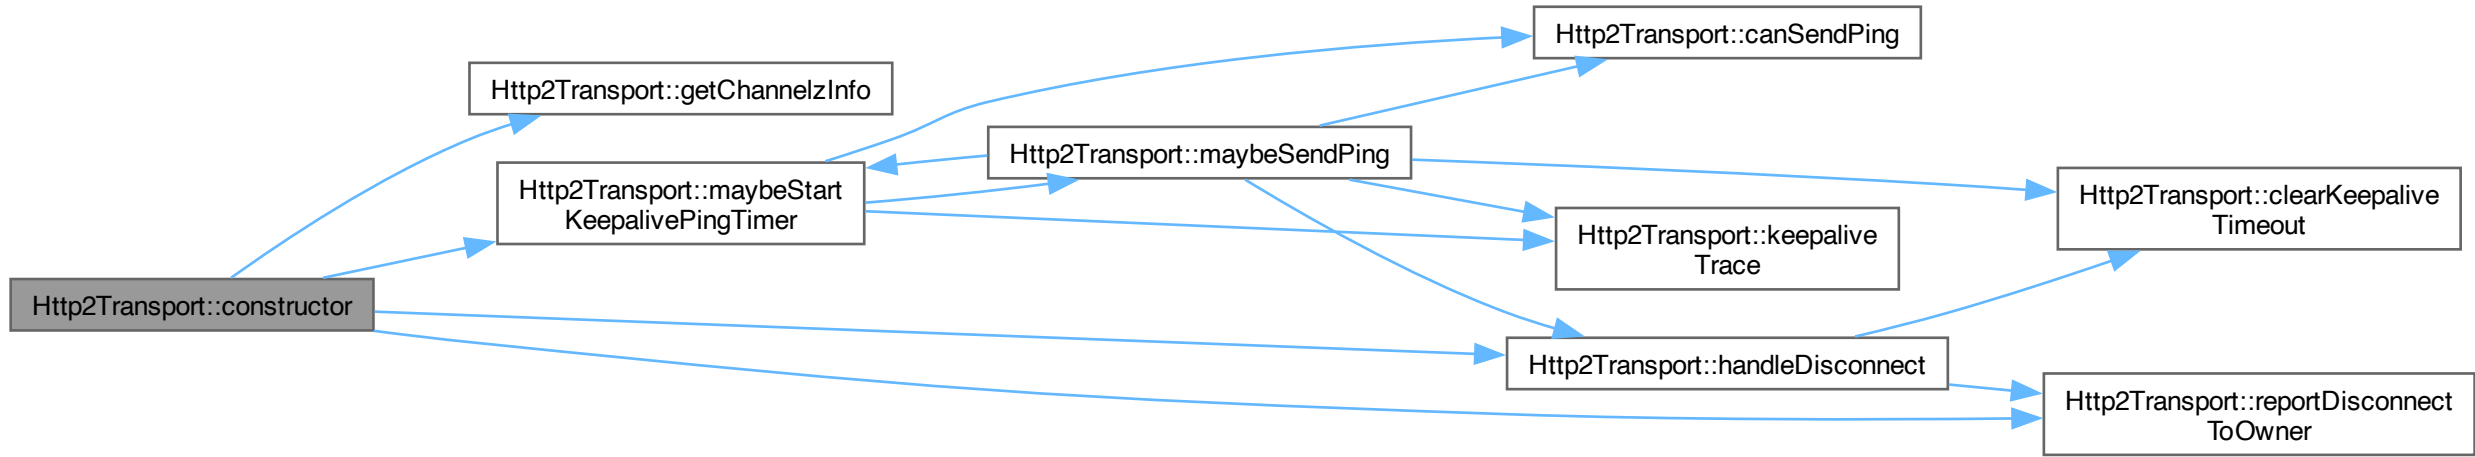 Http2Transport::canSendPing
Http2Transport::getChannelzInfo
Http2Transport::maybeSendPing
Http2Transport::maybeStart
KeepalivePingTimer
Http2Transport::clearKeepalive
Timeout
Http2Transport::keepalive
Trace
Http2Transport::constructor
Http2Transport::handleDisconnect
Http2Transport::reportDisconnect
ToOwner